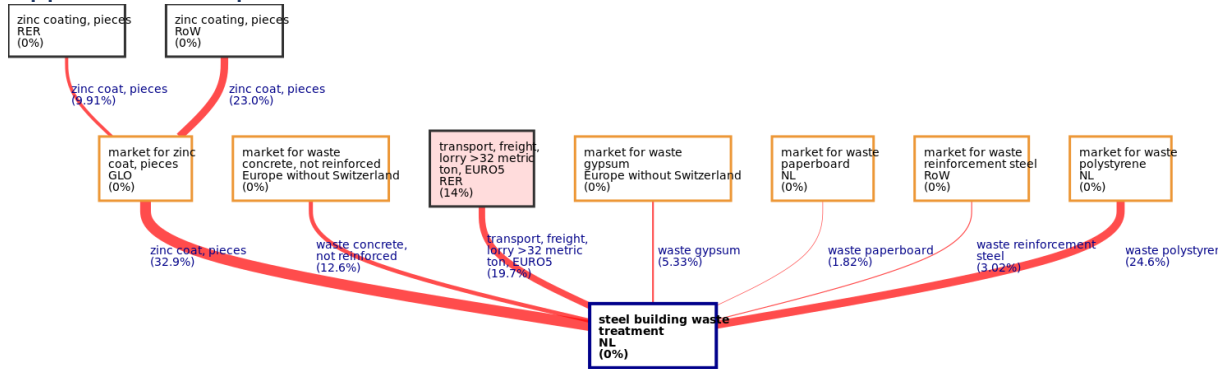 zinc coating, pieces
RER
(0%)
zinc coating, pieces
RoW
(0%)
zinc coat, pieces
(9.91%)
zinc coat, pieces
(23.0%)
market for zinc
coat, pieces
GLO
(0%)
market for waste
concrete, not reinforced
Europe without Switzerland
(0%)
transport, freight,
lorry >32 metric
ton, EURO5
RER
(14%)
market for waste
gypsum
Europe without Switzerland
(0%)
market for waste
paperboard
NL
(0%)
market for waste
reinforcement steel
RoW
(0%)
market for waste
polystyrene
NL
(0%)
zinc coat, pieces
(32.9%)
waste concrete,
not reinforced
(12.6%)
transport, freight,
lorry >32 metric
ton, EURO5
(19.7%)
waste gypsum
(5.33%)
waste paperboard
(1.82%)
waste reinforcement
steel
(3.02%)
waste polystyrene
(24.6%)
steel building waste
treatment
NL
(0%)